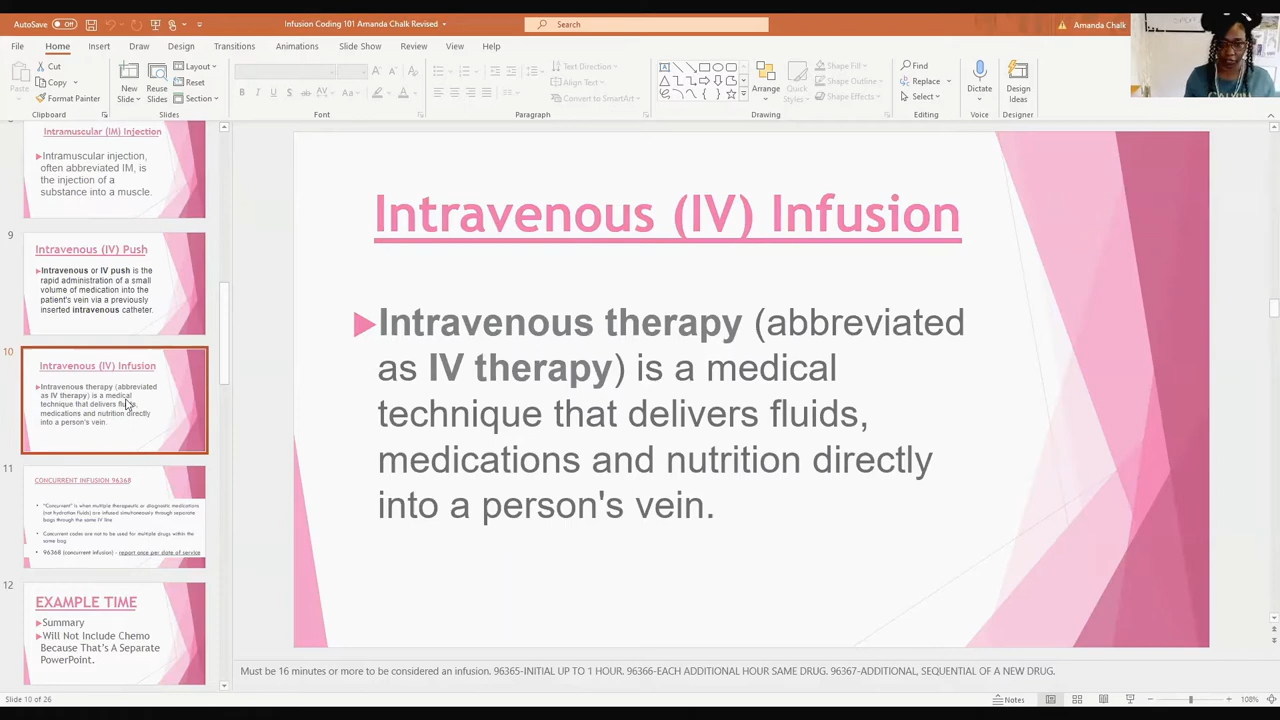 AutoSave Off
Infusion Coding 101 Amanda Chalk Revised
Search
Amanda Chalk
File Home Insert Draw Design Transitions Animations Slide Show Review View Help
Paste
Cut
Copy
Format Painter
Clipboard
New Slide
Reuse Slides
Layout
Reset
Section
Slides
Font
Text Direction
Align Text
Convert to SmartArt
Paragraph
Arrange
Quick Styles
Shape Fill
Shape Outline
Shape Effects
Drawing
Find
Replace
Select
Editing
Dictate
Voice
Design Ideas
Designer
Intramuscular (IM) Injection
Intramuscular injection,
often abbreviated IM, is
the injection of a
substance into a muscle.
9
Intravenous (IV) Push
Intravenous or IV push is the
rapid administration of a small
volume of medication into the
patient's vein via a previously
inserted intravenous catheter.
10
Intravenous (IV) Infusion
Intravenous therapy (abbreviated
as IV therapy) is a medical
technique that delivers fluids,
medications and nutrition directly
into a person's vein.
11
CONCURRENT INFUSION 96368
"Concurrent" is when multiple therapeutic or diagnostic medications
(not hydration fluids) are infused simultaneously through separate
bags through the same IV line
Concurrent codes are not to be used for multiple drugs within the
same bag
96368 (concurrent infusion) - report once per date of service
12
EXAMPLE TIME
Summary
Will Not Include Chemo
Because That's A Separate
PowerPoint.
Intravenous (IV) Infusion
Intravenous therapy (abbreviated
as IV therapy) is a medical
technique that delivers fluids,
medications and nutrition directly
into a person's vein.
Must be 16 minutes or more to be considered an infusion. 96365-INITIAL UP TO 1 HOUR. 96366-EACH ADDITIONAL HOUR SAME DRUG. 96367-ADDITIONAL, SEQUENTIAL OF A NEW DRUG.
Slide 10 of 26
Notes
108%